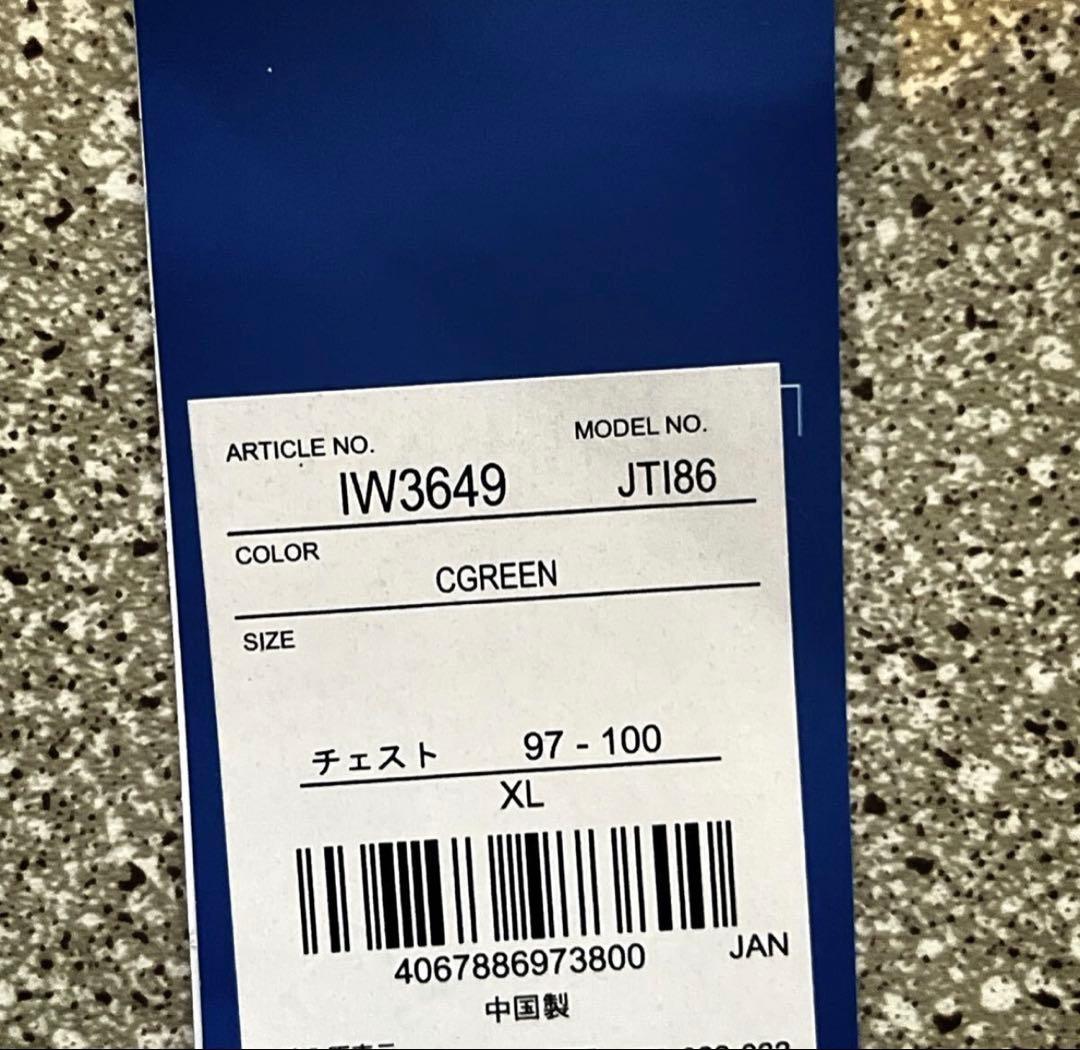 ARTICLE NO. MODEL NO.
IW3649 JTI86
COLOR
CGREEN
SIZE
チェスト 97 - 100
XL
4067886973800 JAN
中国製